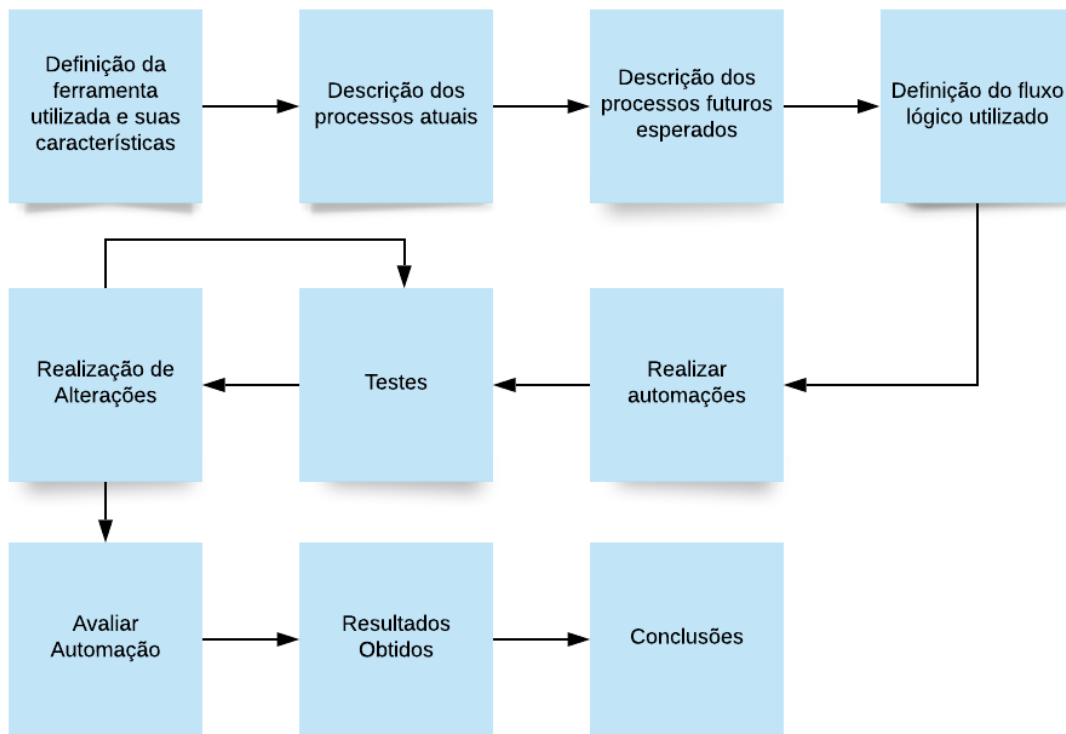 Definição da
ferramenta
utilizada e suas
características
Descrição dos
processos atuais
Descrição dos
processos futuros
esperados
Definição do fluxo
lógico utilizado
Realização de
Alterações
Testes
Realizar
automações
Avaliar
Automação
Resultados
Obtidos
Conclusões